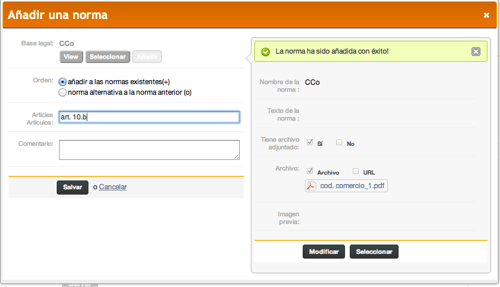 Añadir una norma
Base legal: CCo
View Seleccionar Añadir
Orden: añadir a las normas existentes(+)
norma alternativa a la norma anterior (o)
Articles
Artículos: art. 10.b
Comentario:
Salvar o Cancelar
La norma ha sido añadida con éxito!
Nombre de la
norma : CCo
Texto de la
norma :
Tiene archivo
adjuntado: Sí No
Archivo: Archivo URL
cod. comercio_1.pdf
Imagen
previa:
Modificar Seleccionar